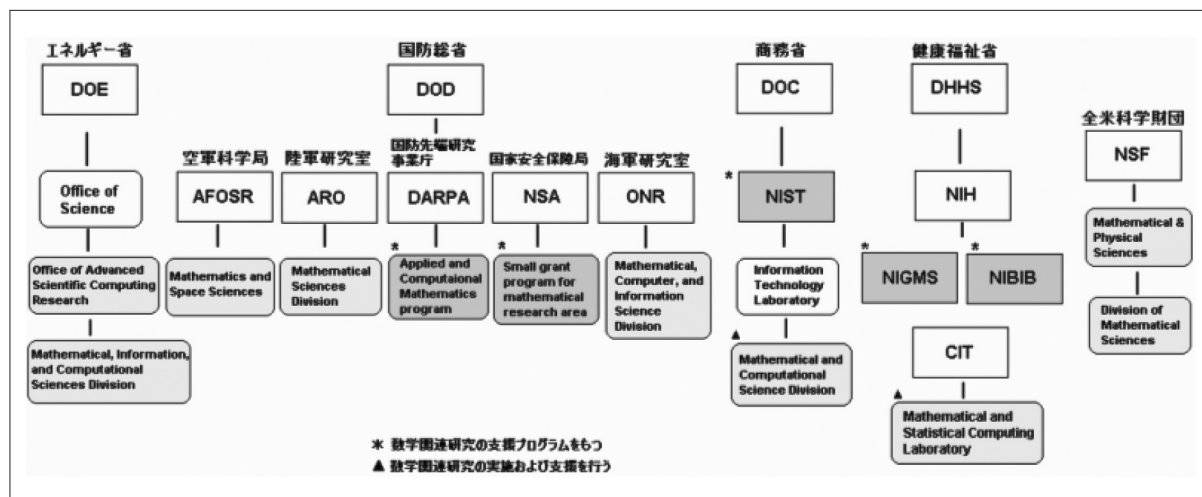 エネルギー省
DOE
Office of
Science
Office of Advanced
Scientific Computing
Research
Mathematical, Information,
and Computational
Sciences Division
国防総省
DOD
空軍科学局
AFOSR
Mathematics and
Space Sciences
陸軍研究室
ARO
Mathematical
Sciences
Division
国防先端研究
事業庁
DARPA
*
Applied and
Computaional
Mathematics
program
国家安全保障局
NSA
*
Small grant
program for
mathematical
research area
海軍研究室
ONR
Mathematical,
Computer, and
Information
Science
Division
商務省
DOC
*
NIST
Information
Technology
Laboratory
▲
Mathematical and
Computational
Science Division
健康福祉省
DHHS
NIH
*
NIGMS
*
NIBIB
CIT
▲
Mathematical and
Statistical Computing
Laboratory
全米科学財団
NSF
Mathematical &
Physical
Sciences
Division of
Mathematical
Sciences
* 数学関連研究の支援プログラムをもつ
▲ 数学関連研究の実施および支援を行う